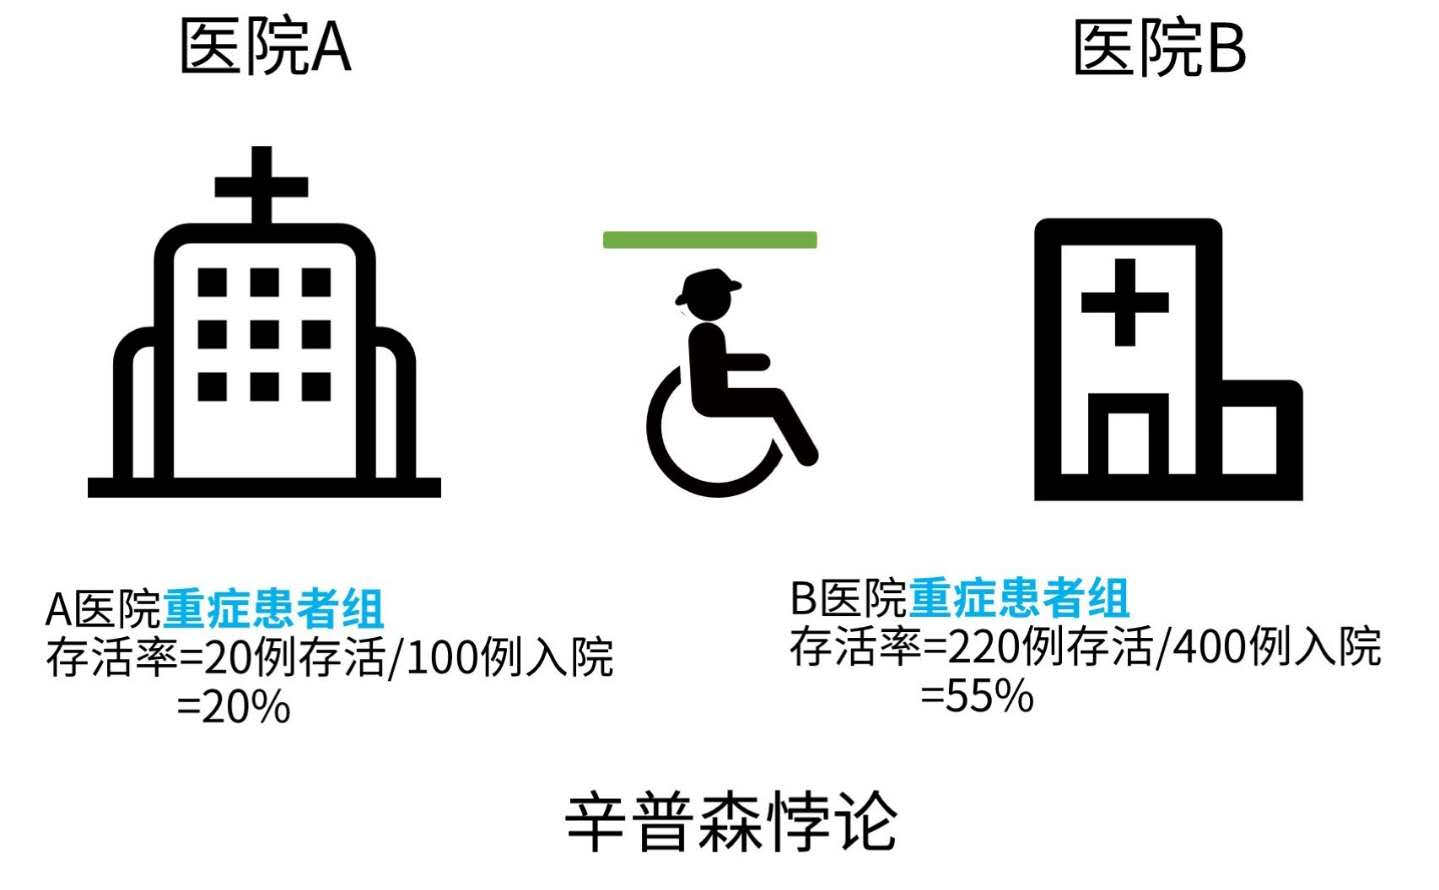 医院A
医院B
A医院重症患者组
存活率=20例存活/100例入院
=20%
B医院重症患者组
存活率=220例存活/400例入院
=55%
辛普森悖论